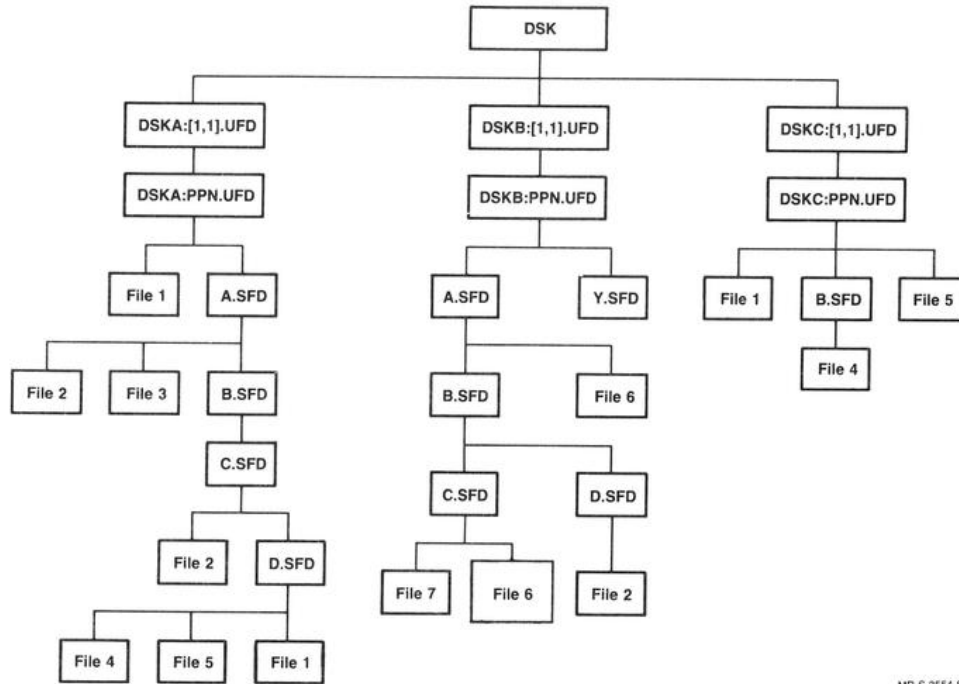 DSK
DSKA:[1,1].UFD
DSKB:[1,1].UFD
DSKC:[1,1].UFD
DSKA:PPN.UFD
DSKB:PPN.UFD
DSKC:PPN.UFD
File 1
A.SFD
A.SFD
Y.SFD
File 1
B.SFD
File 5
File 2
File 3
B.SFD
B.SFD
File 6
File 4
C.SFD
C.SFD
D.SFD
File 2
D.SFD
File 7
File 6
File 2
File 4
File 5
File 1